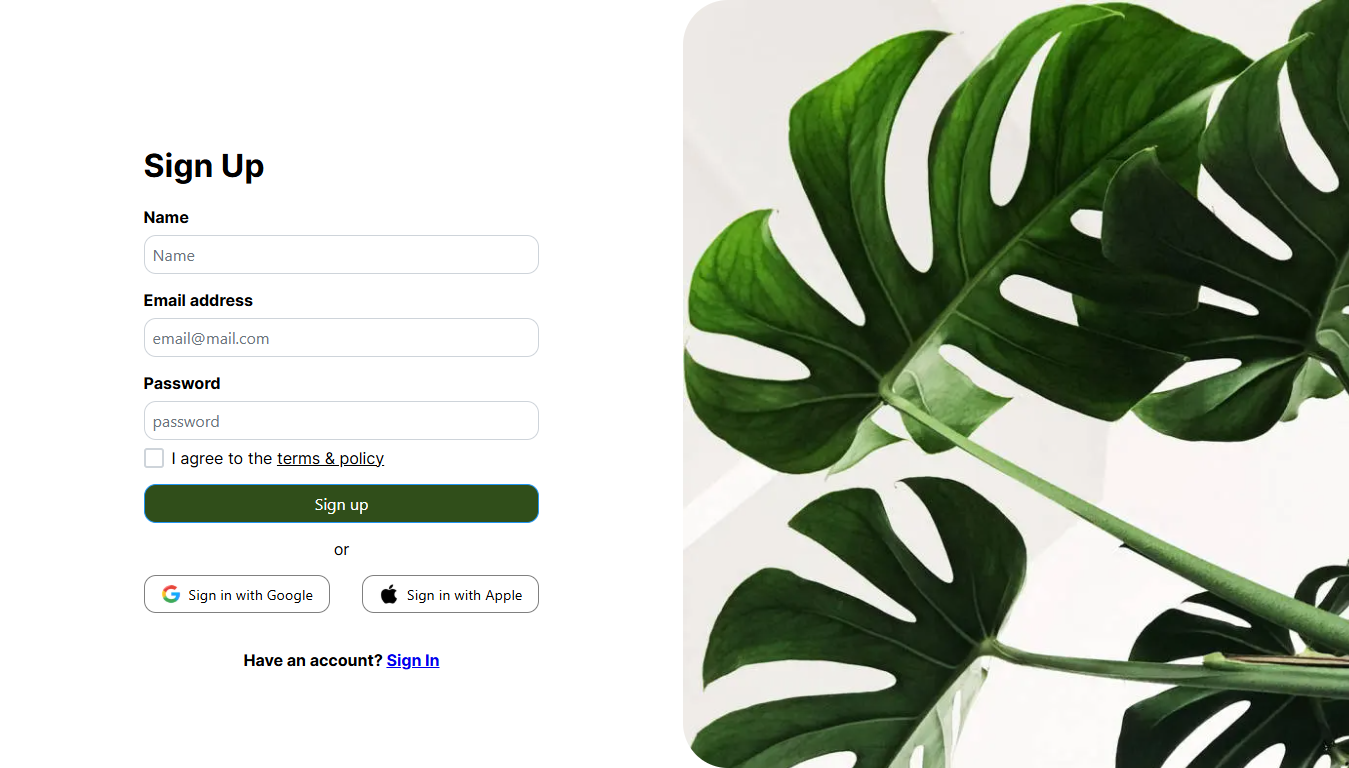 Sign Up
Name
Name
Email address
email@mail.com
Password
password
I agree to the terms & policy
Sign up
or
Sign in with Google
Sign in with Apple
Have an account? Sign In